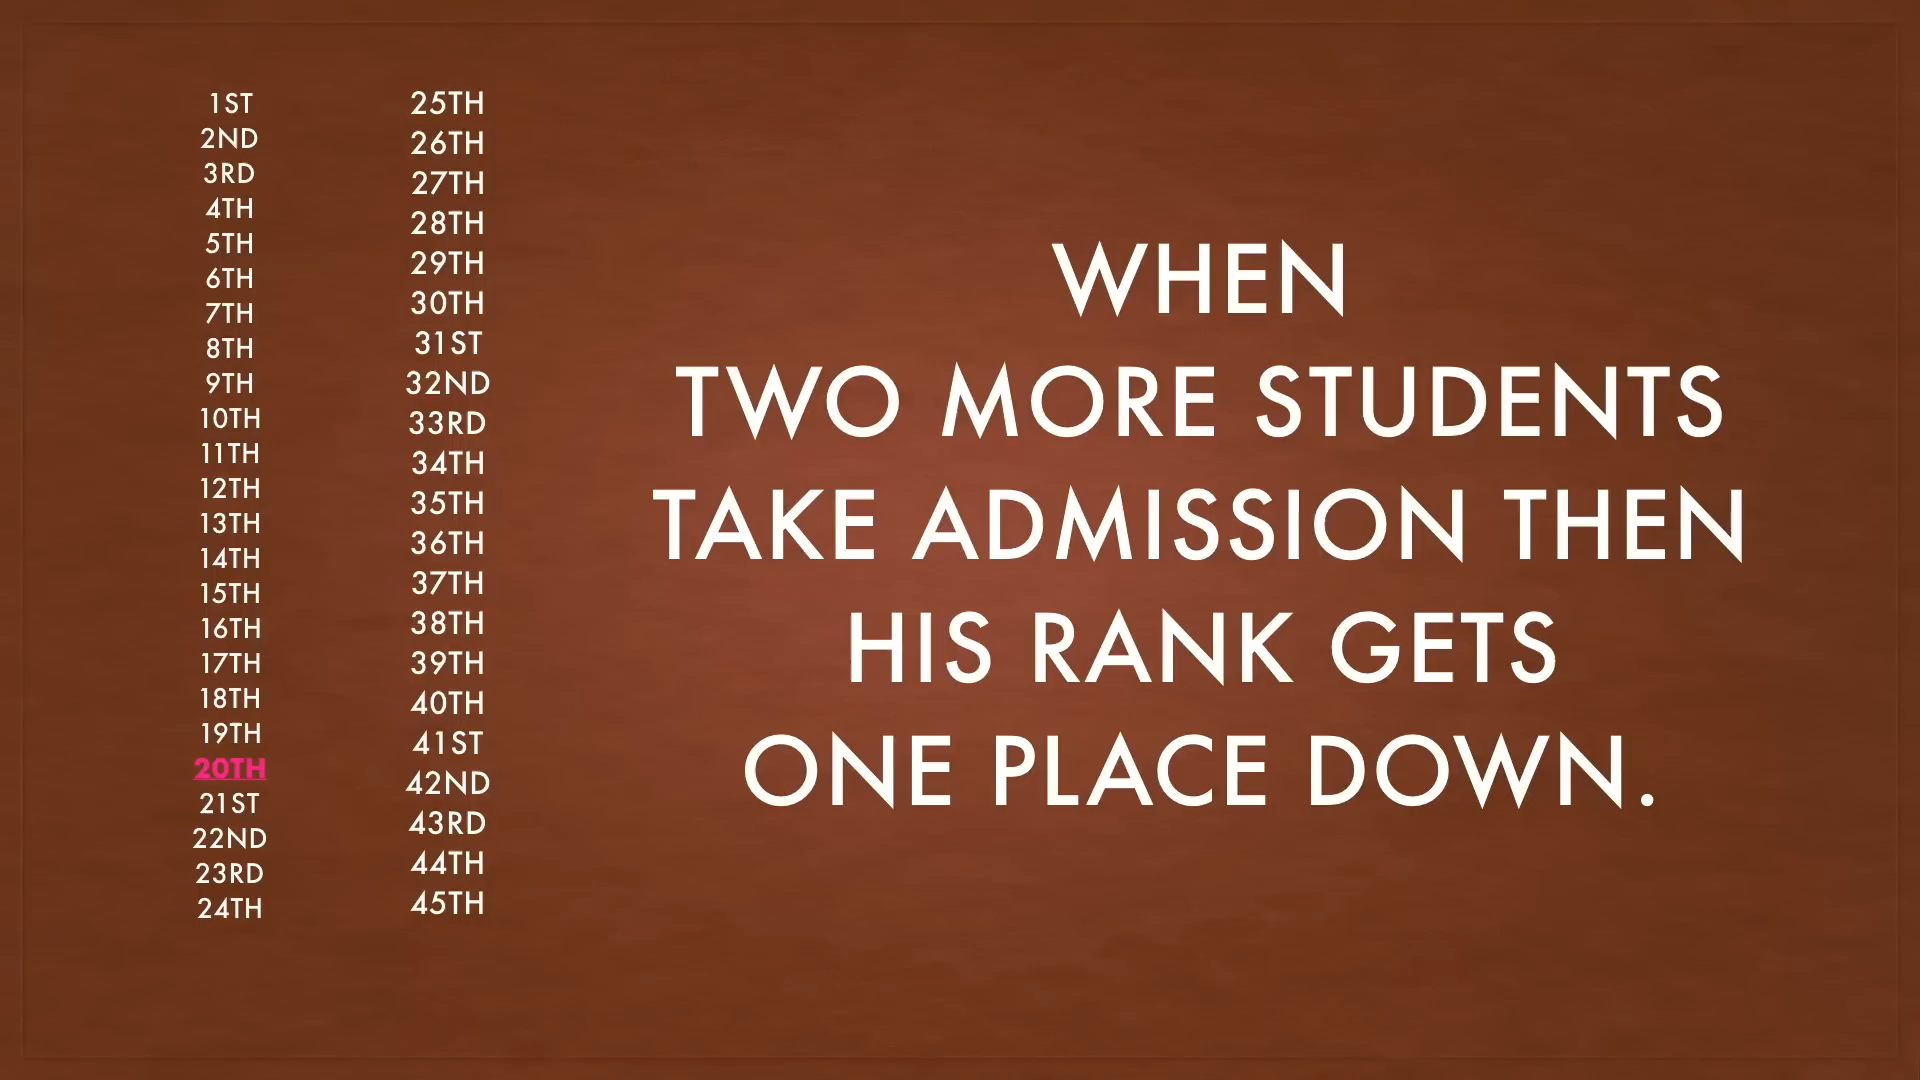 1ST
2ND
3RD
4TH
5TH
6TH
7TH
8TH
9TH
10TH
11TH
12TH
13TH
14TH
15TH
16TH
17TH
18TH
19TH
20TH
21ST
22ND
23RD
24TH
25TH
26TH
27TH
28TH
29TH
30TH
31ST
32ND
33RD
34TH
35TH
36TH
37TH
38TH
39TH
40TH
41ST
42ND
43RD
44TH
45TH
WHEN
TWO MORE STUDENTS
TAKE ADMISSION THEN
HIS RANK GETS
ONE PLACE DOWN.